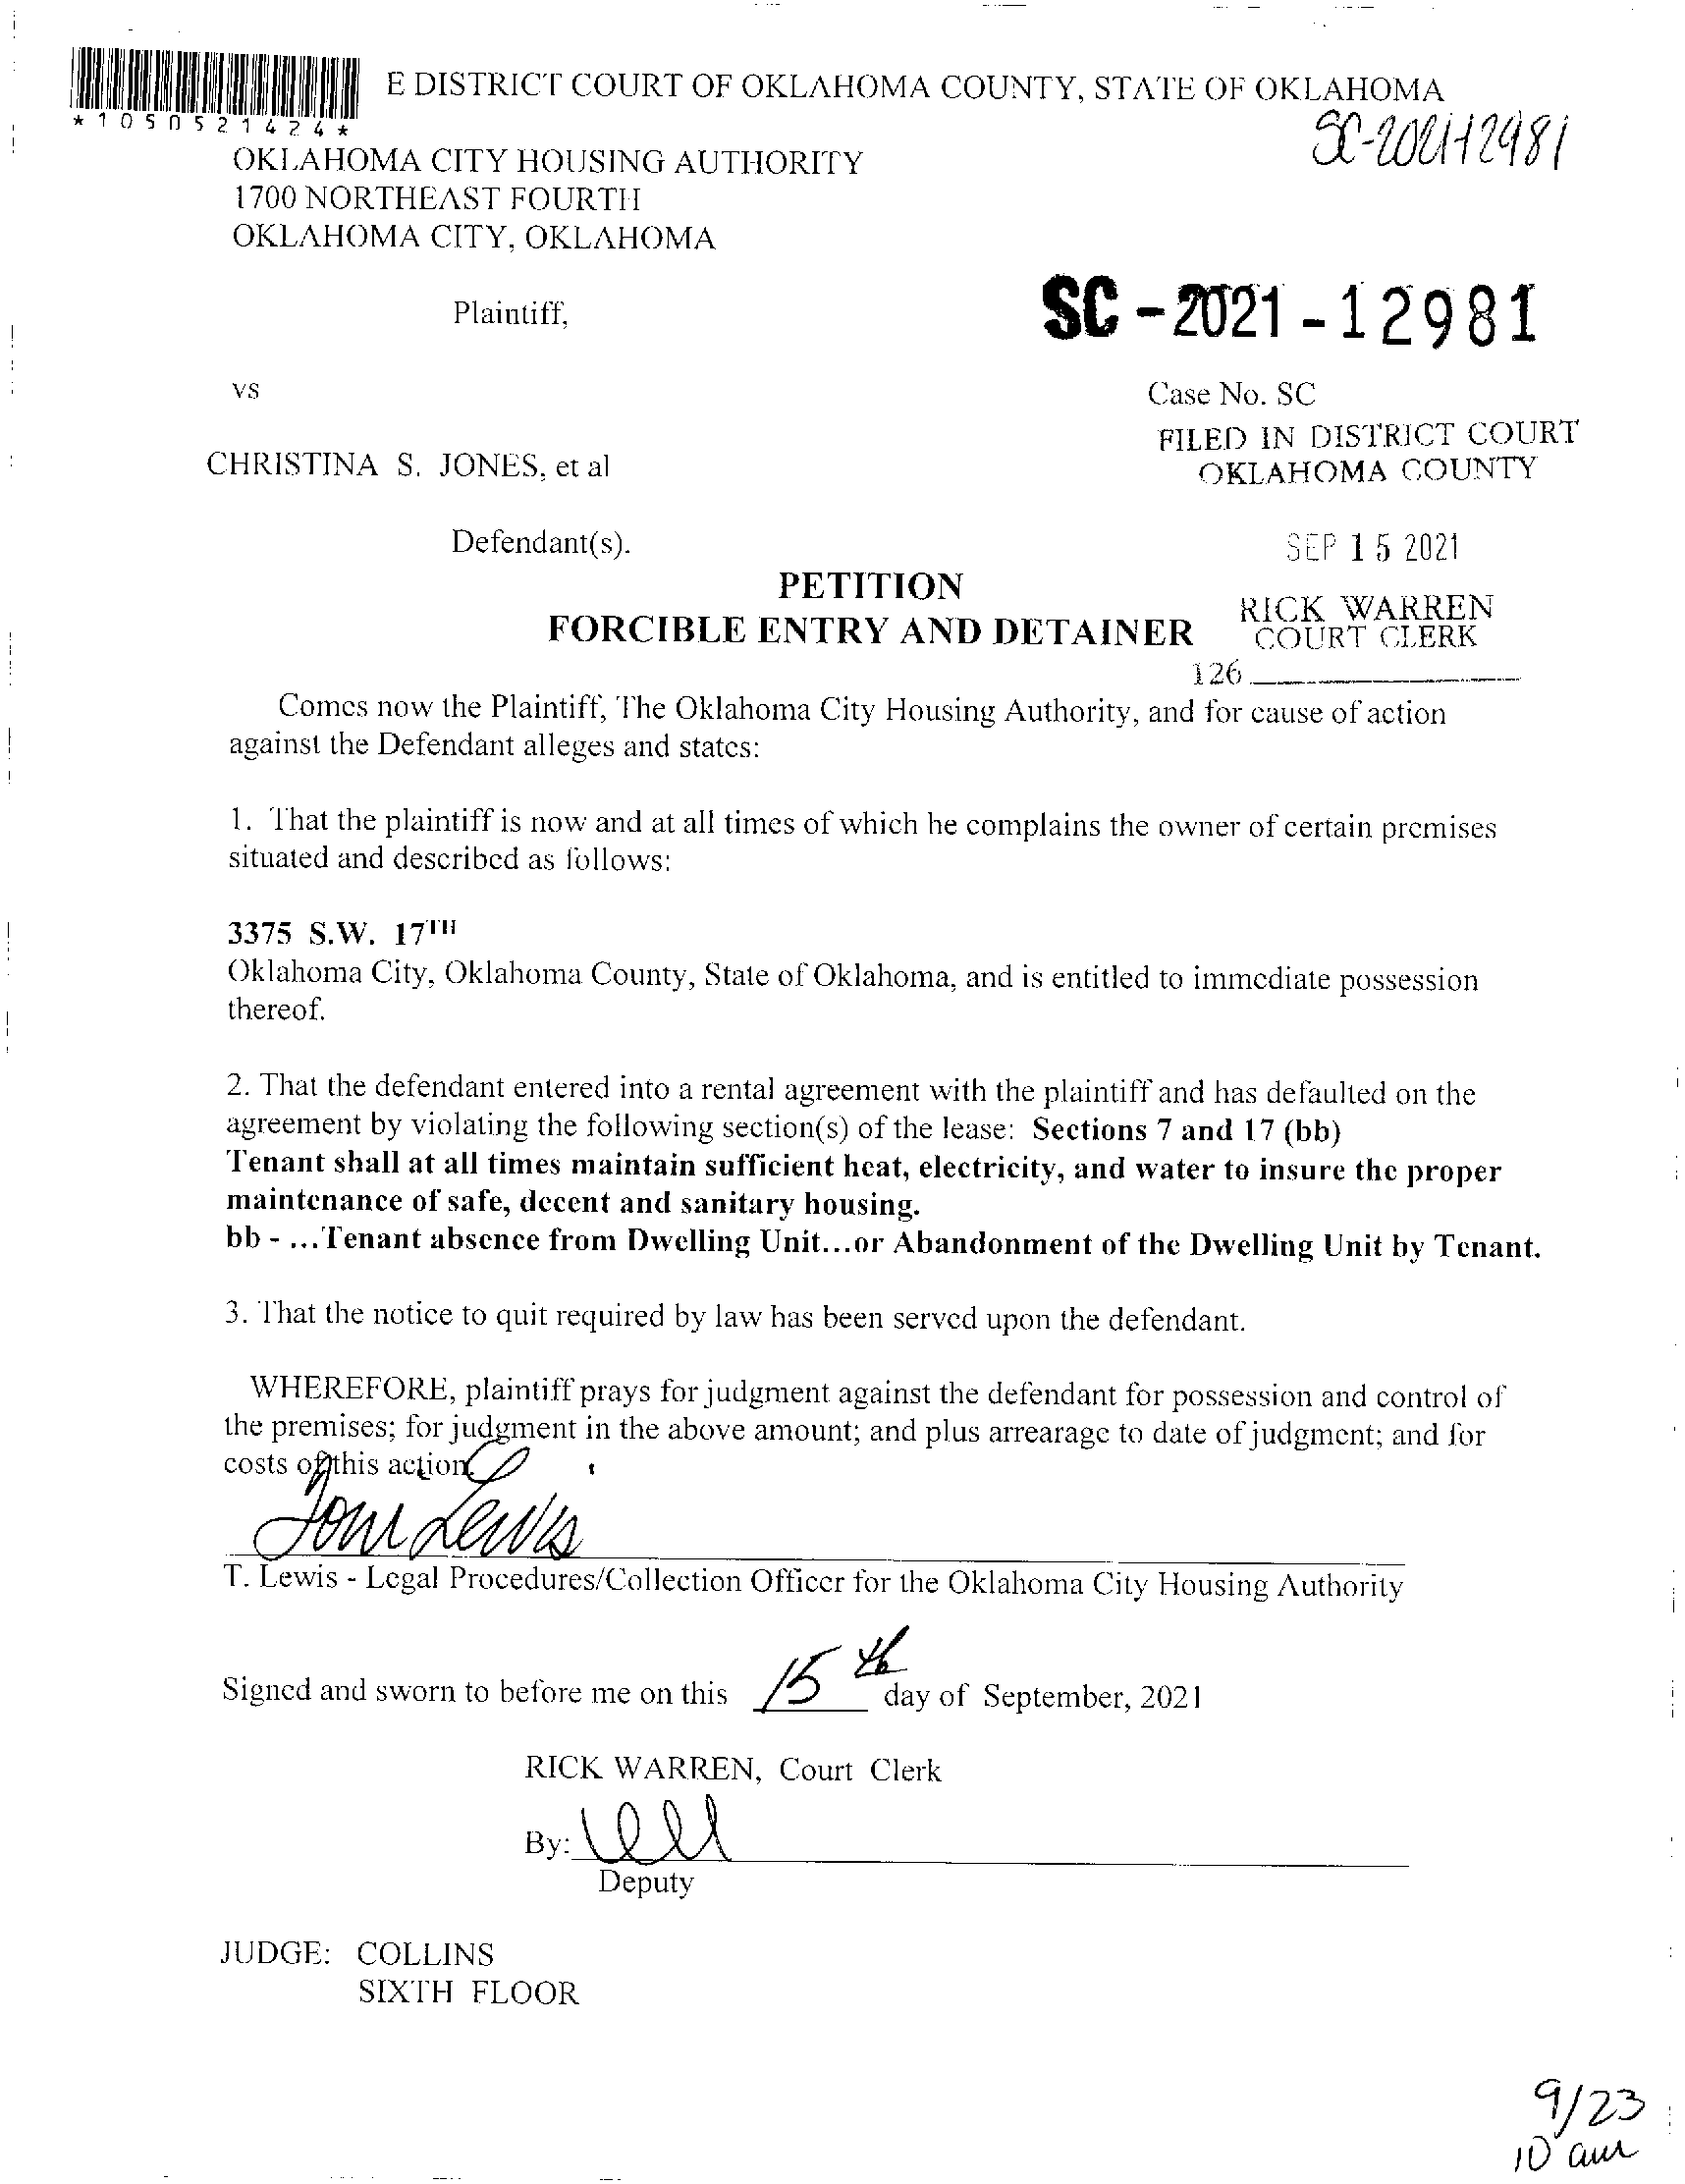 E DISTRICT COURT OF OKLAHOMA COUNTY, STATE OF OKLAHOMA
*1050521424*
SC-2021-12981
OKLAHOMA CITY HOUSING AUTHORITY
1700 NORTHEAST FOURTH
OKLAHOMA CITY, OKLAHOMA
Plaintiff,
SC-2021-12981
vs
Case No. SC
FILED IN DISTRICT COURT
OKLAHOMA COUNTY
CHRISTINA S. JONES, et al
Defendant(s).
SEP 15 2021
PETITION
FORCIBLE ENTRY AND DETAINER
RICK WARREN
COURT CLERK
126
Comes now the Plaintiff, The Oklahoma City Housing Authority, and for cause of action
against the Defendant alleges and states:
1. That the plaintiff is now and at all times of which he complains the owner of certain premises
situated and described as follows:
3375 S.W. 17TH
Oklahoma City, Oklahoma County, State of Oklahoma, and is entitled to immediate possession
thereof.
2. That the defendant entered into a rental agreement with the plaintiff and has defaulted on the
agreement by violating the following section(s) of the lease: Sections 7 and 17 (bb)
Tenant shall at all times maintain sufficient heat, electricity, and water to insure the proper
maintenance of safe, decent and sanitary housing.
bb - ...Tenant absence from Dwelling Unit...or Abandonment of the Dwelling Unit by Tenant.
3. That the notice to quit required by law has been served upon the defendant.
WHEREFORE, plaintiff prays for judgment against the defendant for possession and control of
the premises; for judgment in the above amount; and plus arrearage to date of judgment; and for
costs of this action.
Lewis
T. Lewis - Legal Procedures/Collection Officer for the Oklahoma City Housing Authority
Signed and sworn to before me on this 15th day of September, 2021
RICK WARREN, Court Clerk
By:
Deputy
JUDGE: COLLINS
SIXTH FLOOR
9/23
10 am